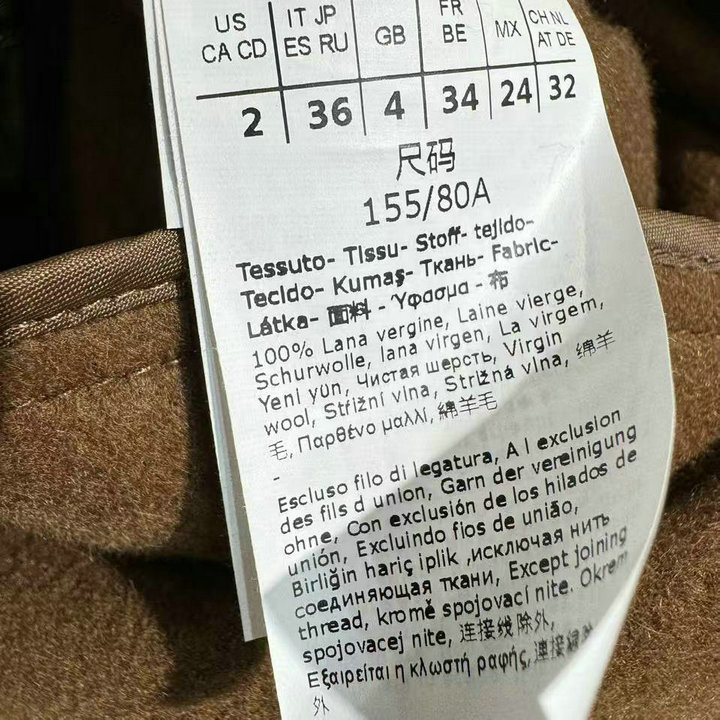 US IT JP GB FR MX CH NL
CA CD ES RU BE AT DE
2 36 4 34 24 32
尺码
155/80A
Tessuto- Tissu- Stoff- tejido-
Tecido- Kumaş- Ткань- Fabric-
Látka- 面料 - Ύφασμα - 布
100% Lana vergine, Laine vierge,
Schurwolle, lana virgen, La virgem,
Yeni yün, Чистая шерсть, Virgin
wool, Střižní vlna, Strižná vlna, 绵羊
毛, Παρθένο μαλλί, 綿羊毛
-
Escluso filo di legatura, A l exclusion
des fils d union, Garn der vereinigung
ohne, Con exclusión de los hilados de
unión, Excluindo fios de união,
Birliğin hariç iplik ,исключая нить
соединяющая ткани, Except joining
thread, kromě spojovací nite. Okrem
spojovacej nite, 连接线除外,
Εξαιρείται η κλωστή ραφής, 連接線除
外